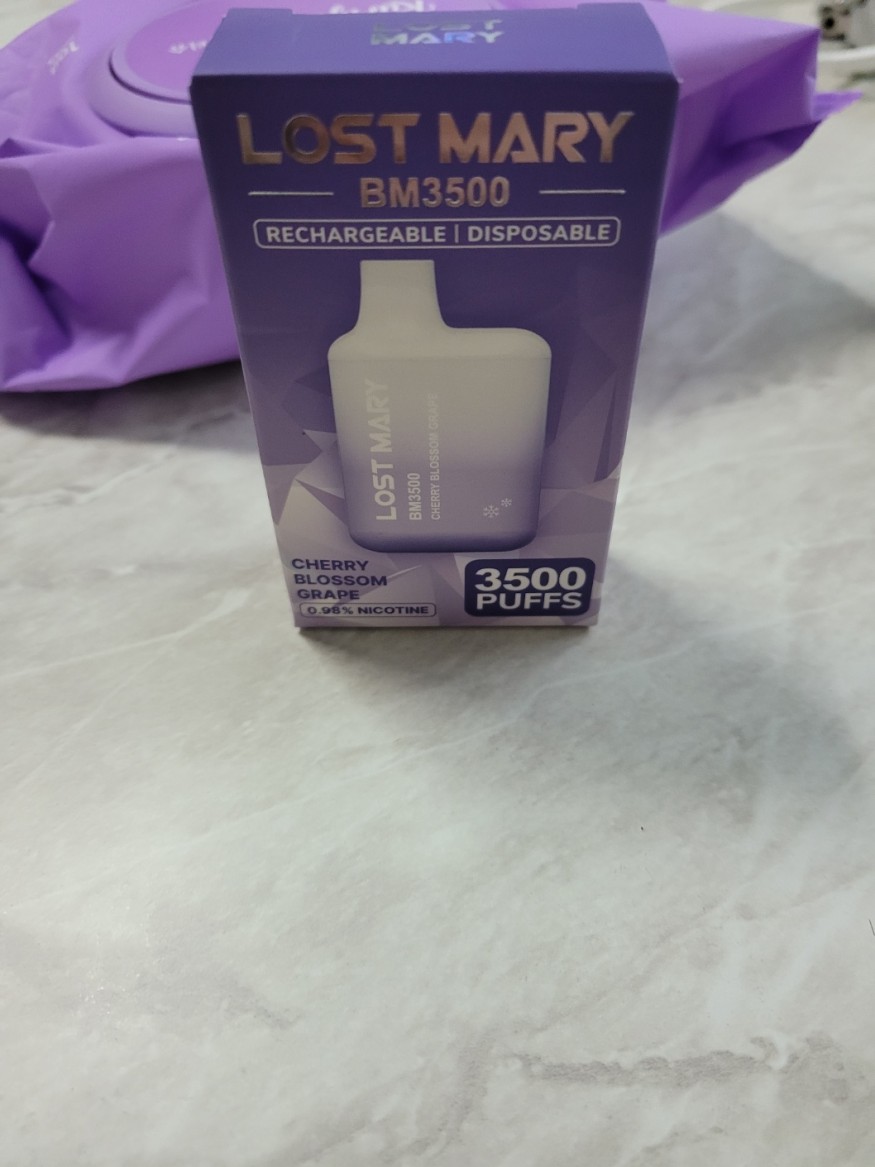 LOST
MARY
LOST MARY
BM3500
RECHARGEABLE | DISPOSABLE
LOST MARY
BM3500
CHERRY BLOSSOM GRAPE
CHERRY
BLOSSOM
GRAPE
0.98% NICOTINE
3500
PUFFS